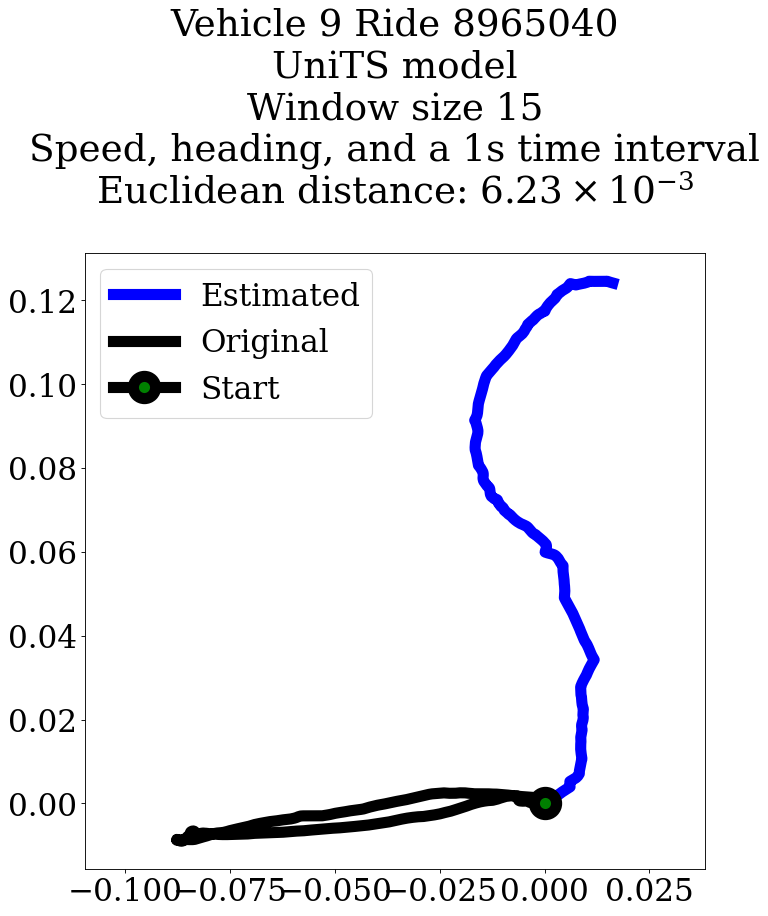 Vehicle 9 Ride 8965040
UniTS model
Window size 15
Speed, heading, and a 1s time interval
Euclidean distance: 6.23 × 10⁻³
Estimated
Original
Start
0.12
0.10
0.08
0.06
0.04
0.02
0.00
−0.100 −0.075 −0.050 −0.025 0.000 0.025